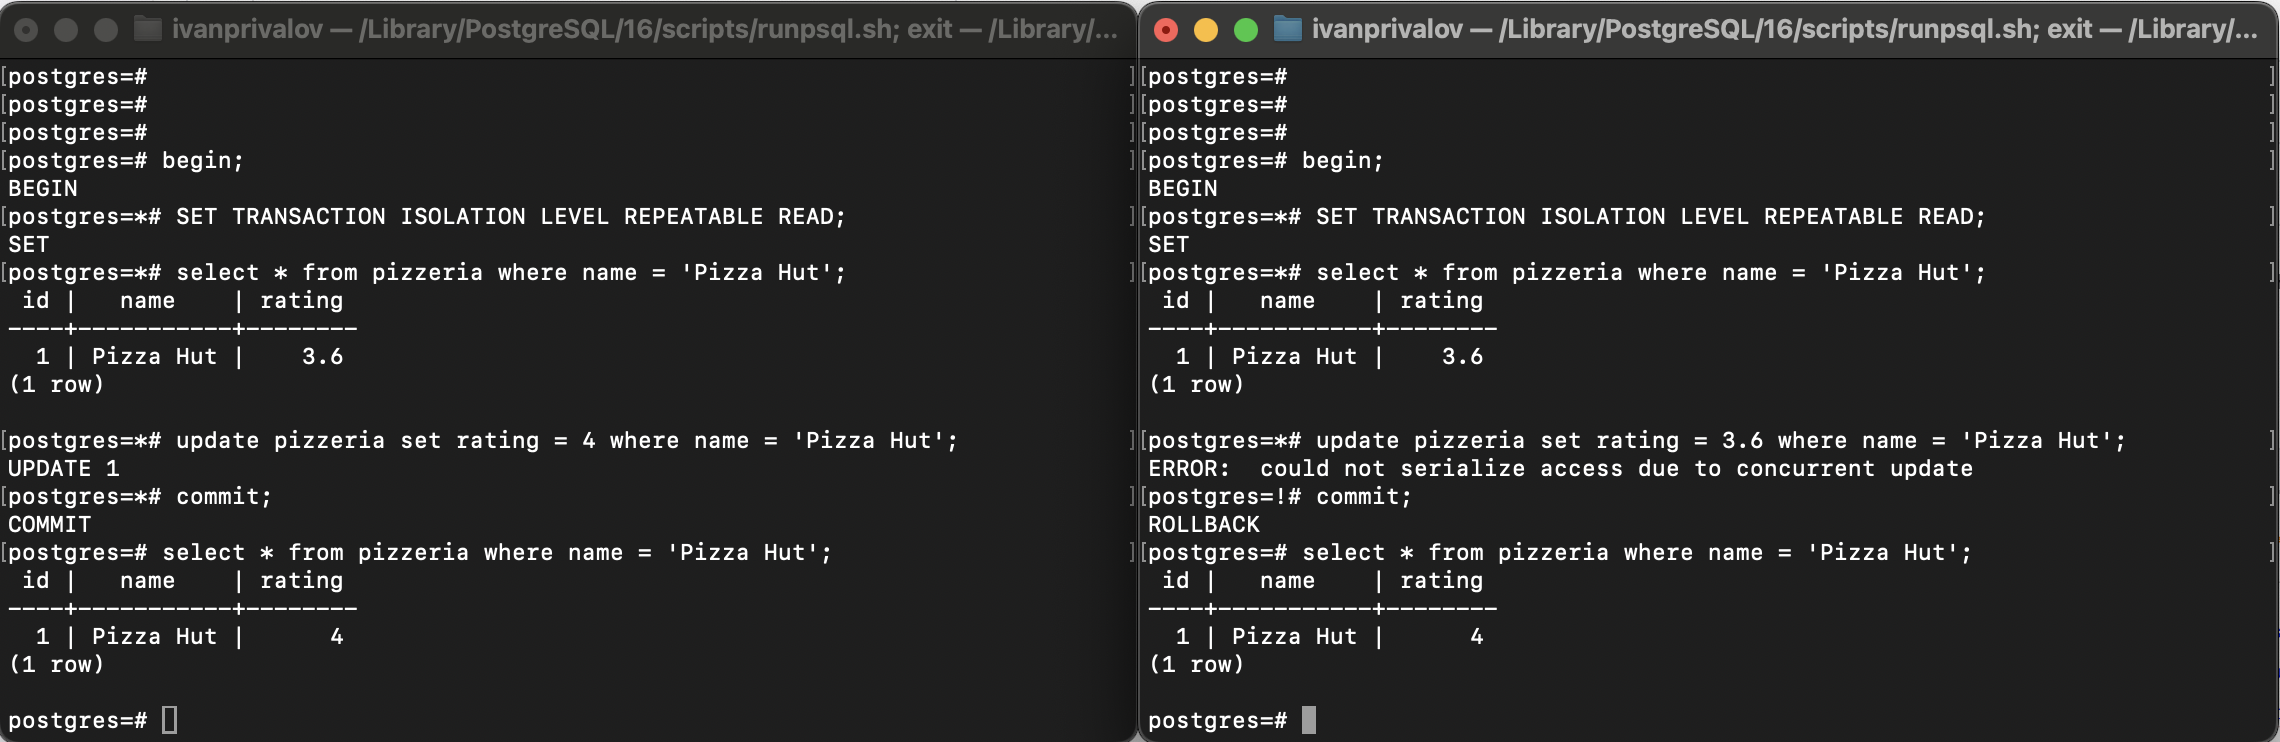 ivanprivalov — /Library/PostgreSQL/16/scripts/runpsql.sh; exit — /Library/...
[postgres=# ]
[postgres=# ]
[postgres=# ]
[postgres=# begin; ]
BEGIN
[postgres=*# SET TRANSACTION ISOLATION LEVEL REPEATABLE READ; ]
SET
[postgres=*# select * from pizzeria where name = 'Pizza Hut'; ]
 id |   name    | rating
----+-----------+--------
  1 | Pizza Hut |    3.6
(1 row)
[postgres=*# update pizzeria set rating = 4 where name = 'Pizza Hut'; ]
UPDATE 1
[postgres=*# commit; ]
COMMIT
[postgres=# select * from pizzeria where name = 'Pizza Hut'; ]
 id |   name    | rating
----+-----------+--------
  1 | Pizza Hut |      4
(1 row)
postgres=#
ivanprivalov — /Library/PostgreSQL/16/scripts/runpsql.sh; exit — /Library/...
[postgres=# ]
[postgres=# ]
[postgres=# ]
[postgres=# begin; ]
BEGIN
[postgres=*# SET TRANSACTION ISOLATION LEVEL REPEATABLE READ; ]
SET
[postgres=*# select * from pizzeria where name = 'Pizza Hut'; ]
 id |   name    | rating
----+-----------+--------
  1 | Pizza Hut |    3.6
(1 row)
[postgres=*# update pizzeria set rating = 3.6 where name = 'Pizza Hut'; ]
ERROR:  could not serialize access due to concurrent update
[postgres=!# commit; ]
ROLLBACK
[postgres=# select * from pizzeria where name = 'Pizza Hut'; ]
 id |   name    | rating
----+-----------+--------
  1 | Pizza Hut |      4
(1 row)
postgres=#